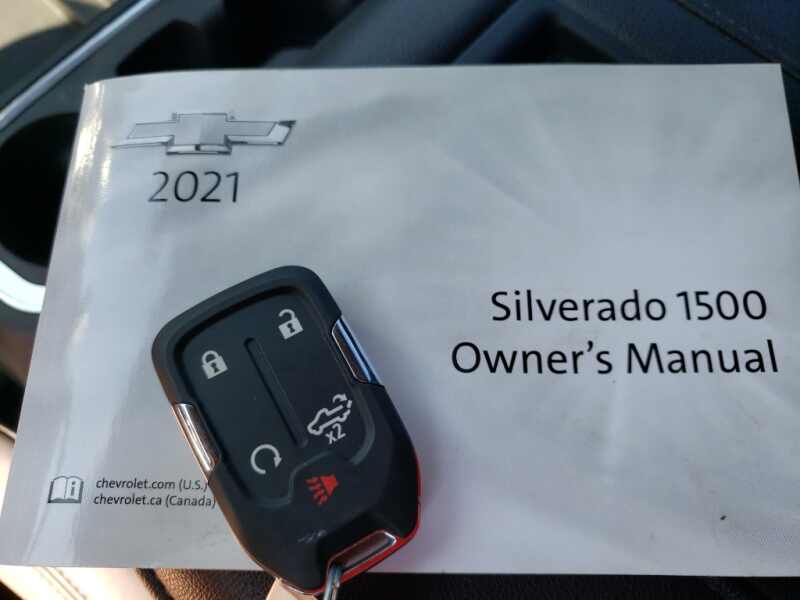 2021
Silverado 1500
Owner's Manual
x2
chevrolet.com (U.S.)
chevrolet.ca (Canada)